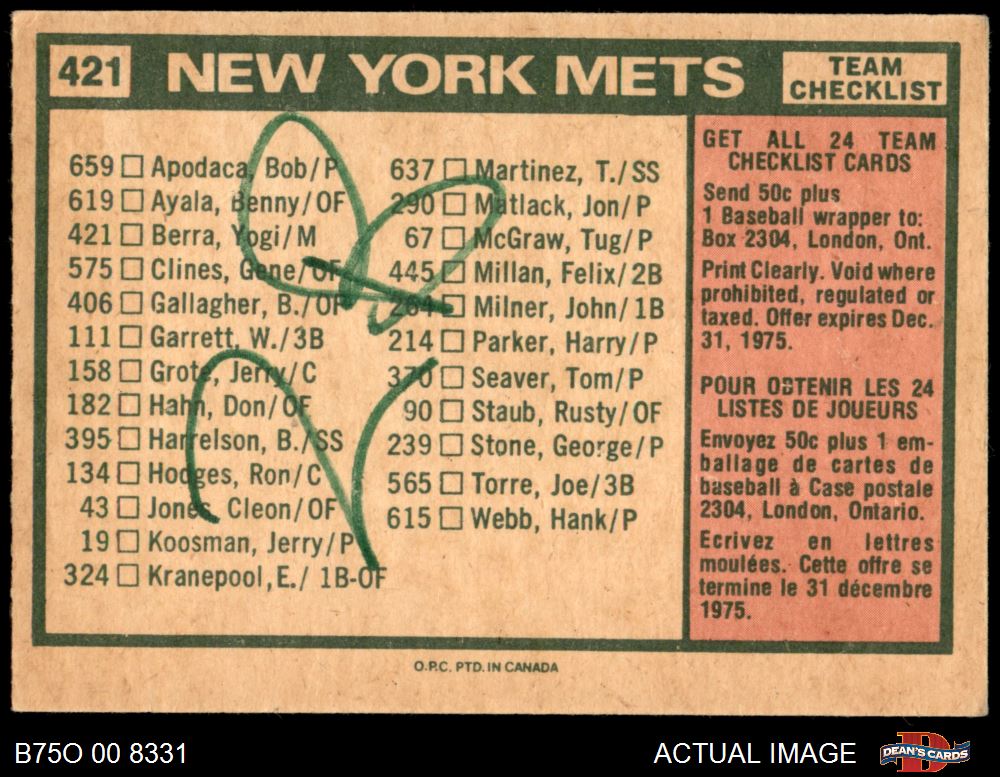 421 NEW YORK METS TEAM CHECKLIST
659 Apodaca, Bob/P
619 Ayala, Benny/OF
421 Berra, Yogi/M
575 Clines, Gene/OF
406 Gallagher, B./OF
111 Garrett, W./3B
158 Grote, Jerry/C
182 Hahn, Don/OF
395 Harrelson, B./SS
134 Hodges, Ron/C
43 Jones, Cleon/OF
19 Koosman, Jerry/P
324 Kranepool, E./ 1B-OF
637 Martinez, T./SS
290 Matlack, Jon/P
67 McGraw, Tug/P
445 Millan, Felix/2B
264 Milner, John/1B
214 Parker, Harry/P
370 Seaver, Tom/P
90 Staub, Rusty/OF
239 Stone, George/P
565 Torre, Joe/3B
615 Webb, Hank/P
GET ALL 24 TEAM
CHECKLIST CARDS
Send 50c plus
1 Baseball wrapper to:
Box 2304, London, Ont.
Print Clearly. Void where
prohibited, regulated or
taxed. Offer expires Dec.
31, 1975.
POUR OBTENIR LES 24
LISTES DE JOUEURS
Envoyez 50c plus 1 em-
ballage de cartes de
baseball à Case postale
2304, London, Ontario.
Ecrivez en lettres
moulées. Cette offre se
termine le 31 décembre
1975.
O.P.C. PTD. IN CANADA
B75O 00 8331
ACTUAL IMAGE
DEAN'S CARDS